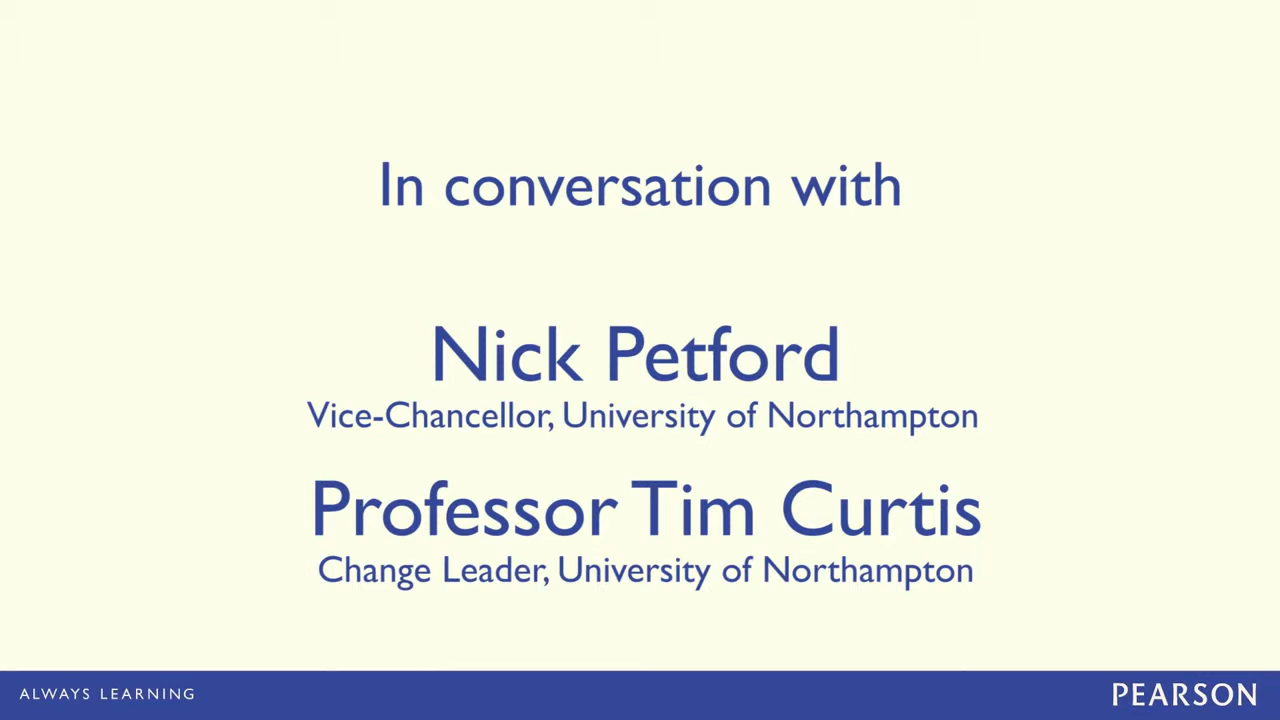 In conversation with
Nick Petford
Vice-Chancellor, University of Northampton
Professor Tim Curtis
Change Leader, University of Northampton
ALWAYS LEARNING
PEARSON